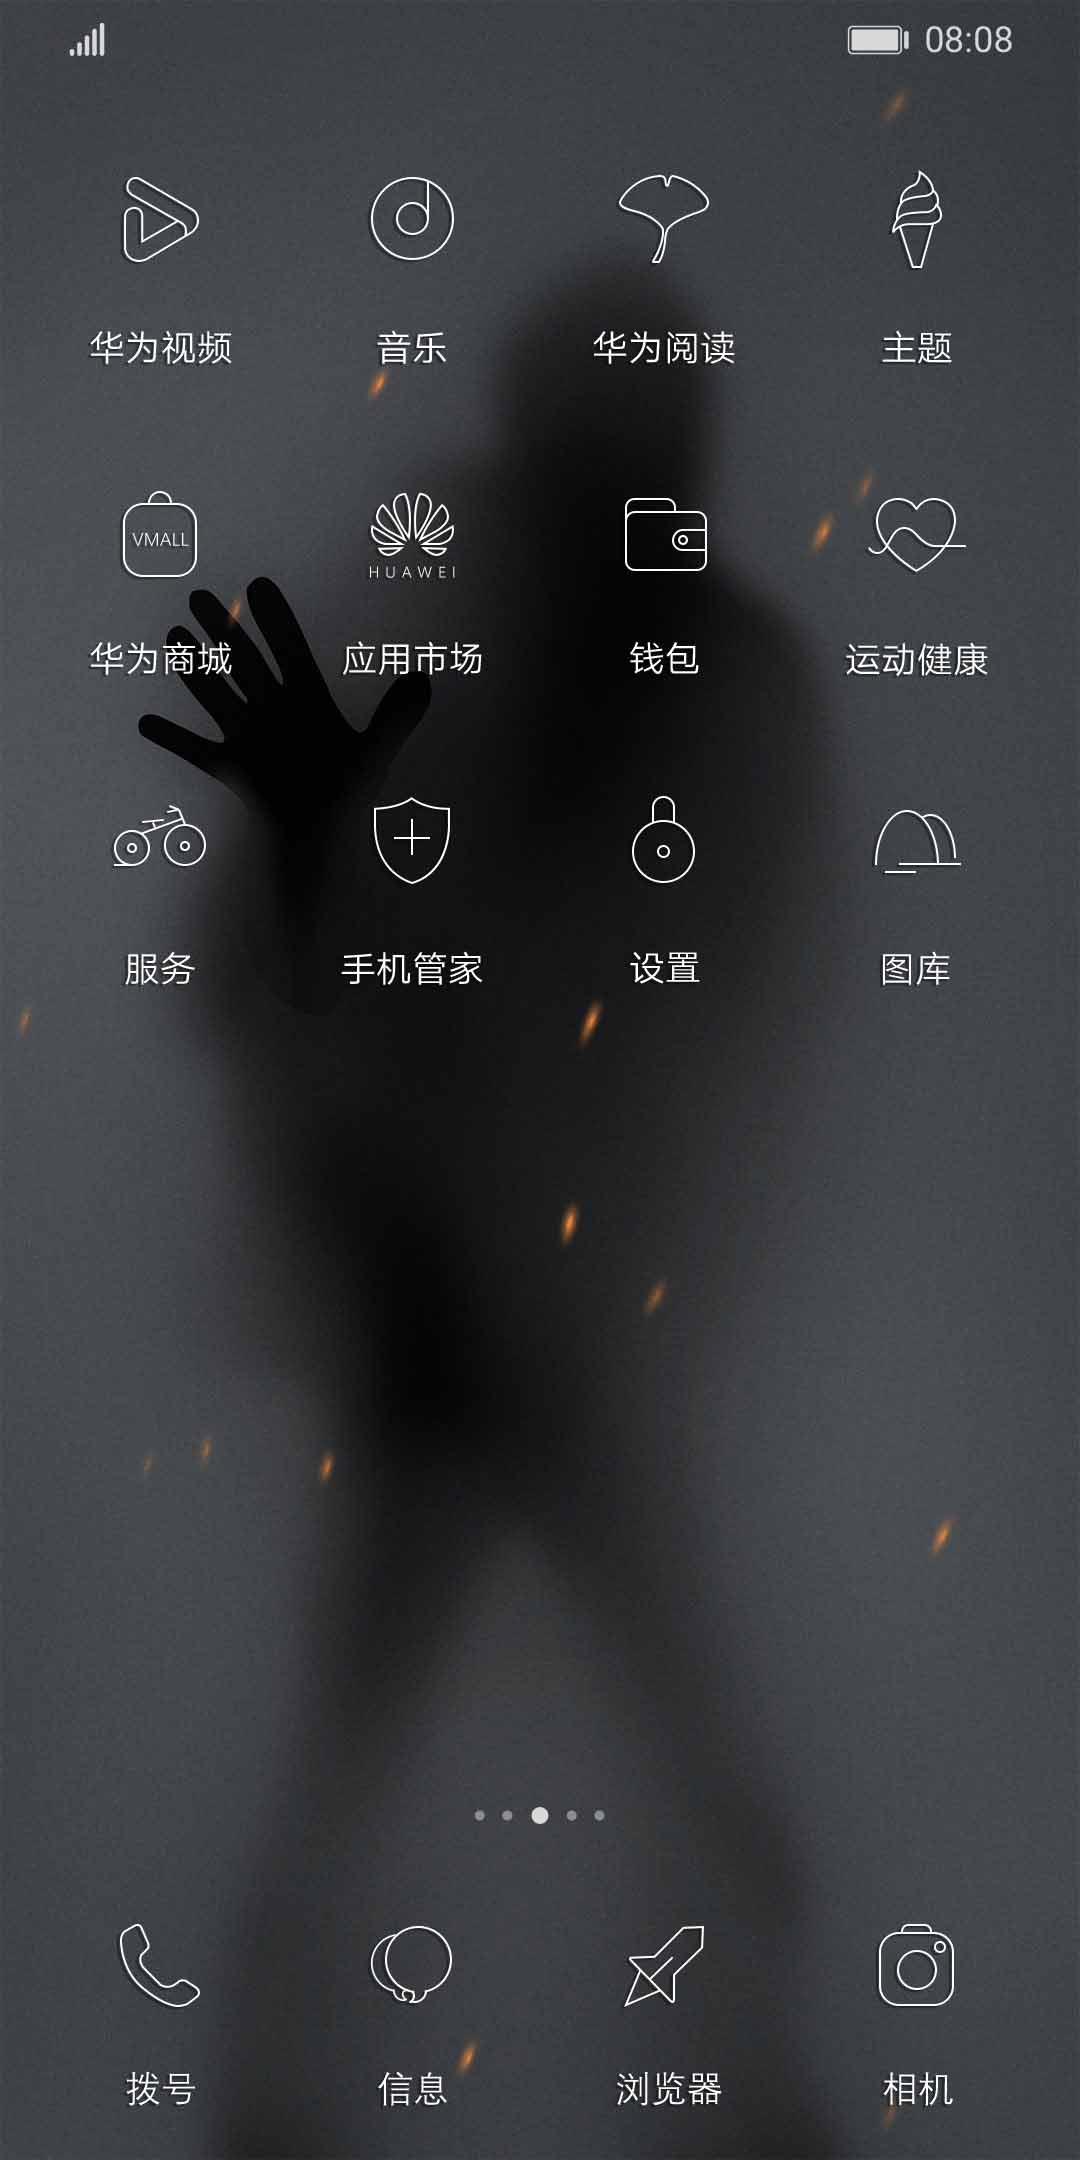 08:08
华为视频 音乐 华为阅读 主题
VMALL
HUAWEI
华为商城 应用市场 钱包 运动健康
服务 手机管家 设置 图库
拨号 信息 浏览器 相机